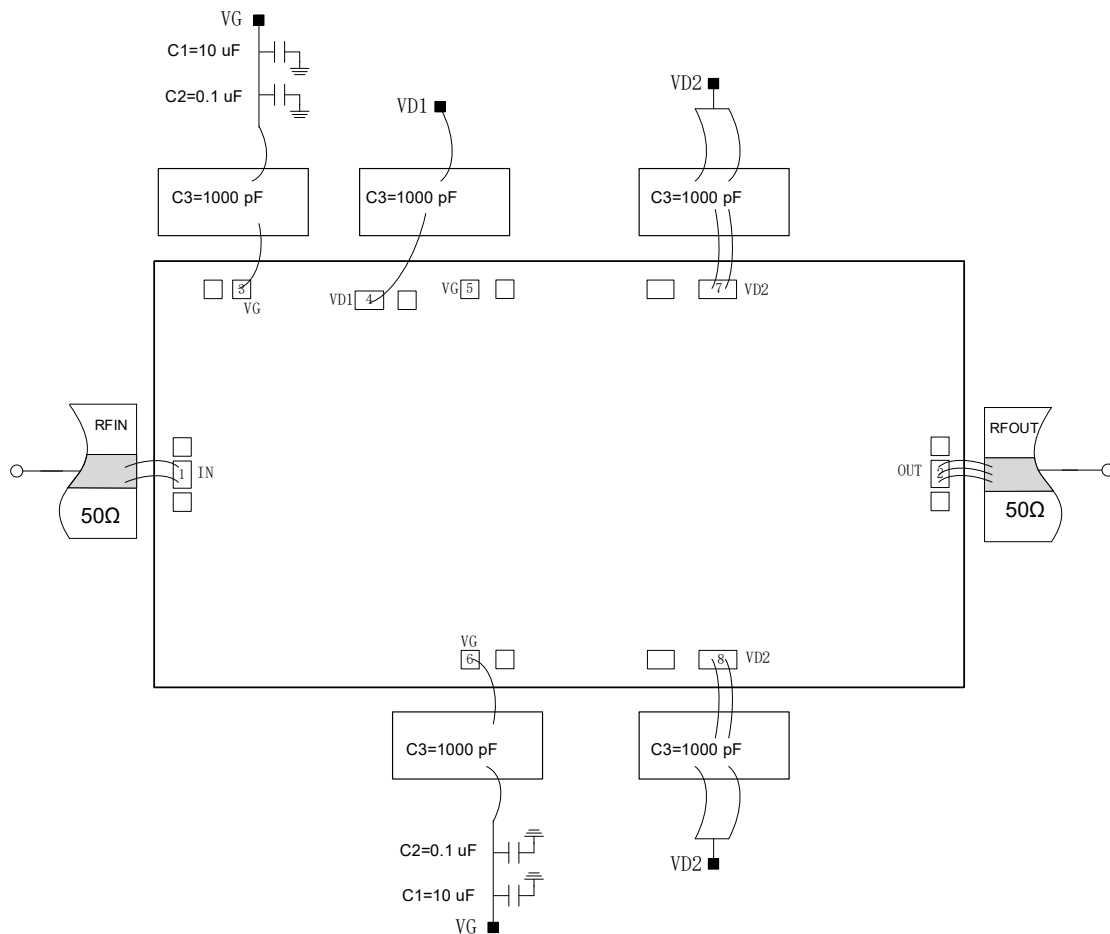 VG
C1=10 uF
C2=0.1 uF
VD1
VD2
C3=1000 pF
C3=1000 pF
C3=1000 pF
3
VG
VD1
4
VG
5
7
VD2
RFIN
1
IN
50Ω
RFOUT
OUT
2
50Ω
VG
6
8
VD2
C3=1000 pF
C3=1000 pF
C2=0.1 uF
C1=10 uF
VG
VD2